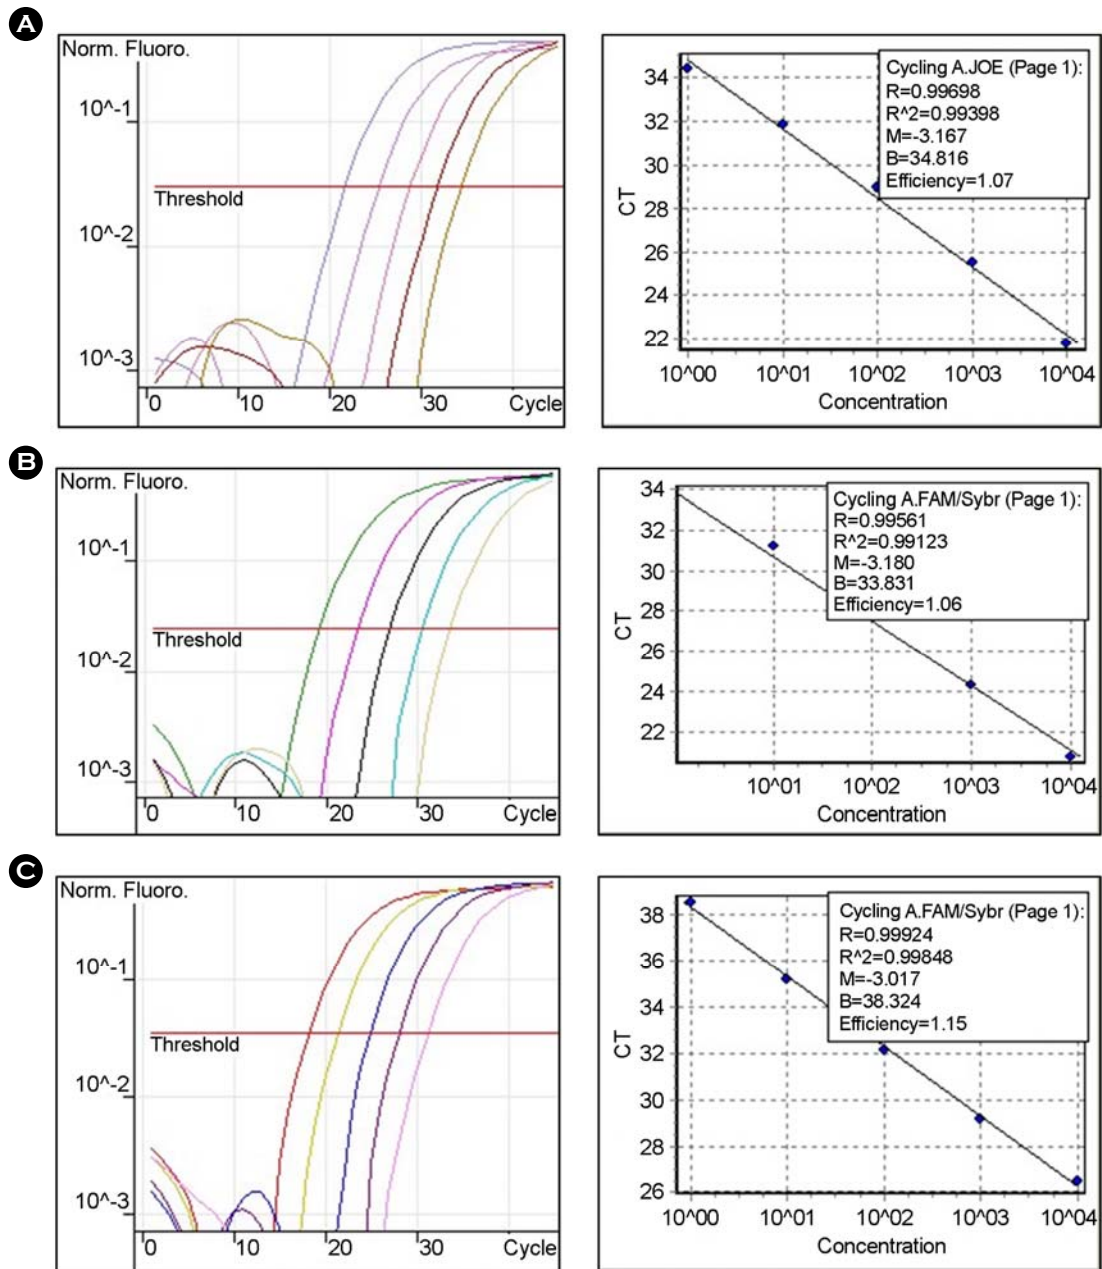 A
Norm. Fluoro.
10^-1
Threshold
10^-2
10^-3
0 10 20 30 Cycle
34
32
30
28
26
24
22
CT
Cycling A.JOE (Page 1):
R=0.99698
R^2=0.99398
M=-3.167
B=34.816
Efficiency=1.07
10^00 10^01 10^02 10^03 10^04
Concentration
B
Norm. Fluoro.
10^-1
Threshold
10^-2
10^-3
0 10 20 30 Cycle
34
32
30
28
26
24
22
CT
Cycling A.FAM/Sybr (Page 1):
R=0.99561
R^2=0.99123
M=-3.180
B=33.831
Efficiency=1.06
10^01 10^02 10^03 10^04
Concentration
C
Norm. Fluoro.
10^-1
Threshold
10^-2
10^-3
0 10 20 30 Cycle
38
36
34
32
30
28
26
CT
Cycling A.FAM/Sybr (Page 1):
R=0.99924
R^2=0.99848
M=-3.017
B=38.324
Efficiency=1.15
10^00 10^01 10^02 10^03 10^04
Concentration